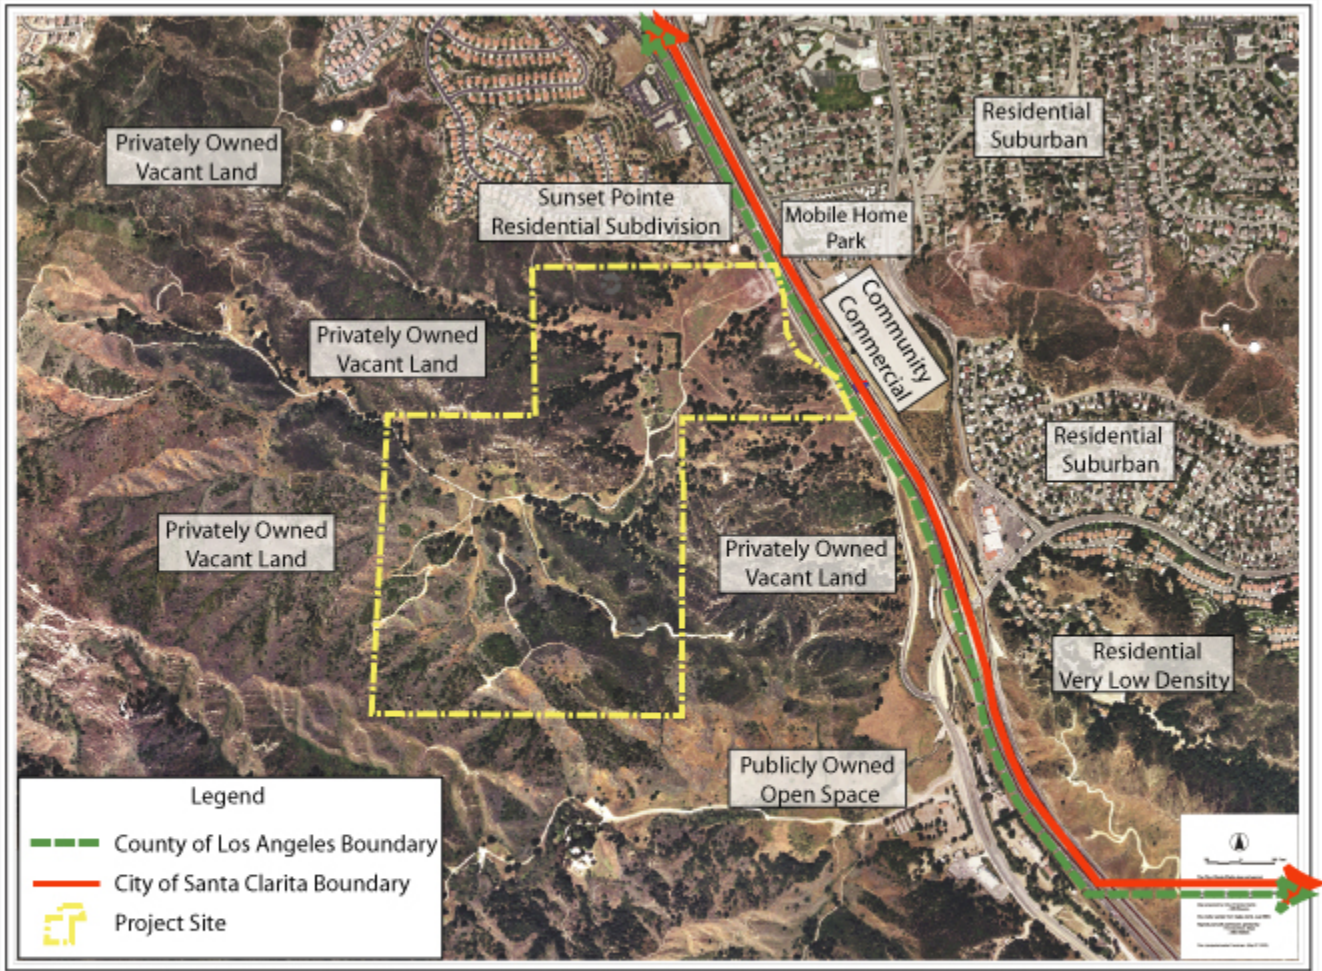 Privately Owned
Vacant Land
Residential
Suburban
Sunset Pointe
Residential Subdivision
Mobile Home
Park
Community
Commercial
Privately Owned
Vacant Land
Residential
Suburban
Privately Owned
Vacant Land
Privately Owned
Vacant Land
Residential
Very Low Density
Publicly Owned
Open Space
Legend
County of Los Angeles Boundary
City of Santa Clarita Boundary
Project Site